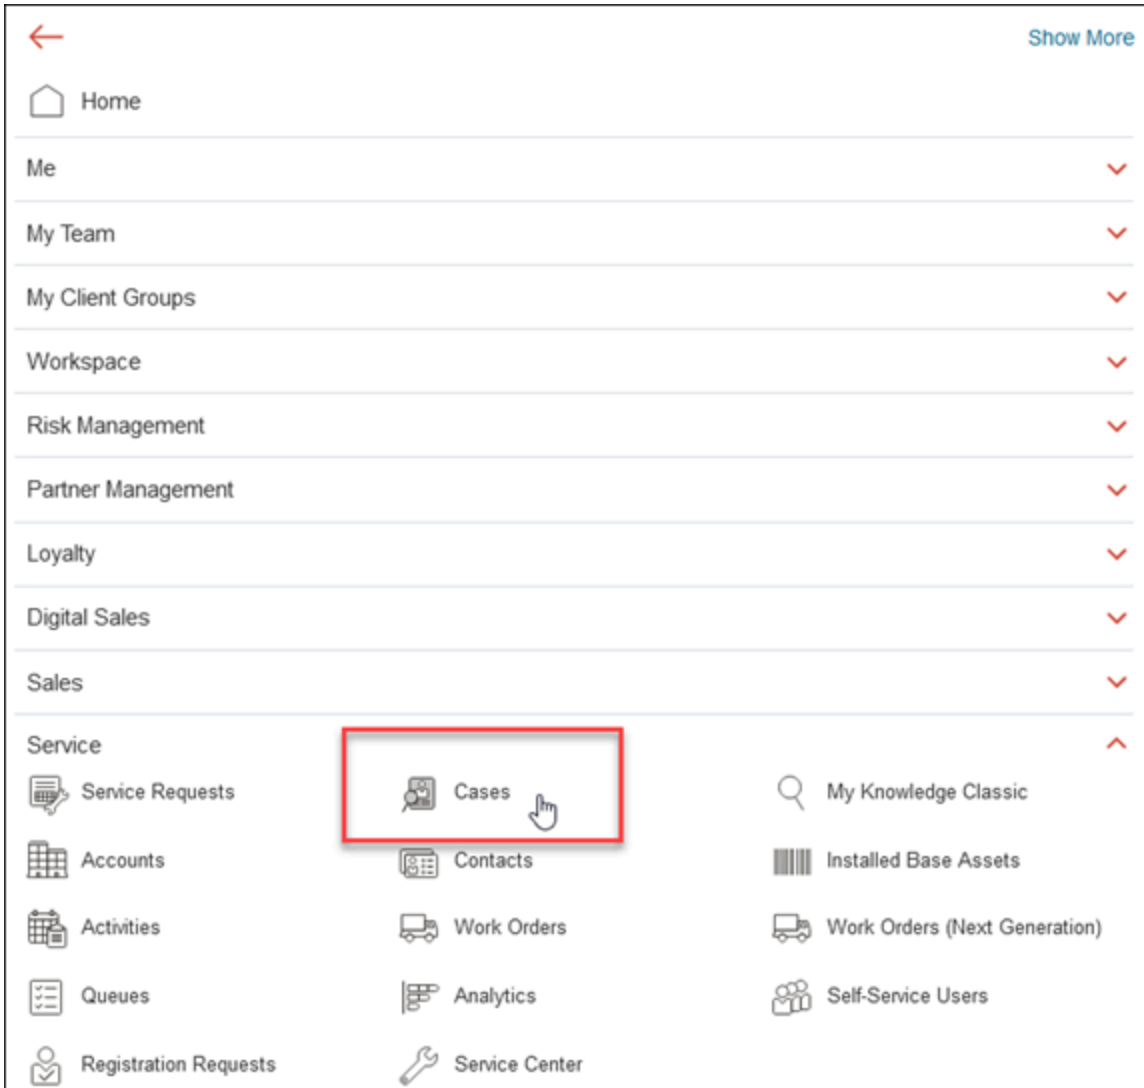 Show More
Home
Me
My Team
My Client Groups
Workspace
Risk Management
Partner Management
Loyalty
Digital Sales
Sales
Service
Service Requests
Cases
My Knowledge Classic
Accounts
Contacts
Installed Base Assets
Activities
Work Orders
Work Orders (Next Generation)
Queues
Analytics
Self-Service Users
Registration Requests
Service Center